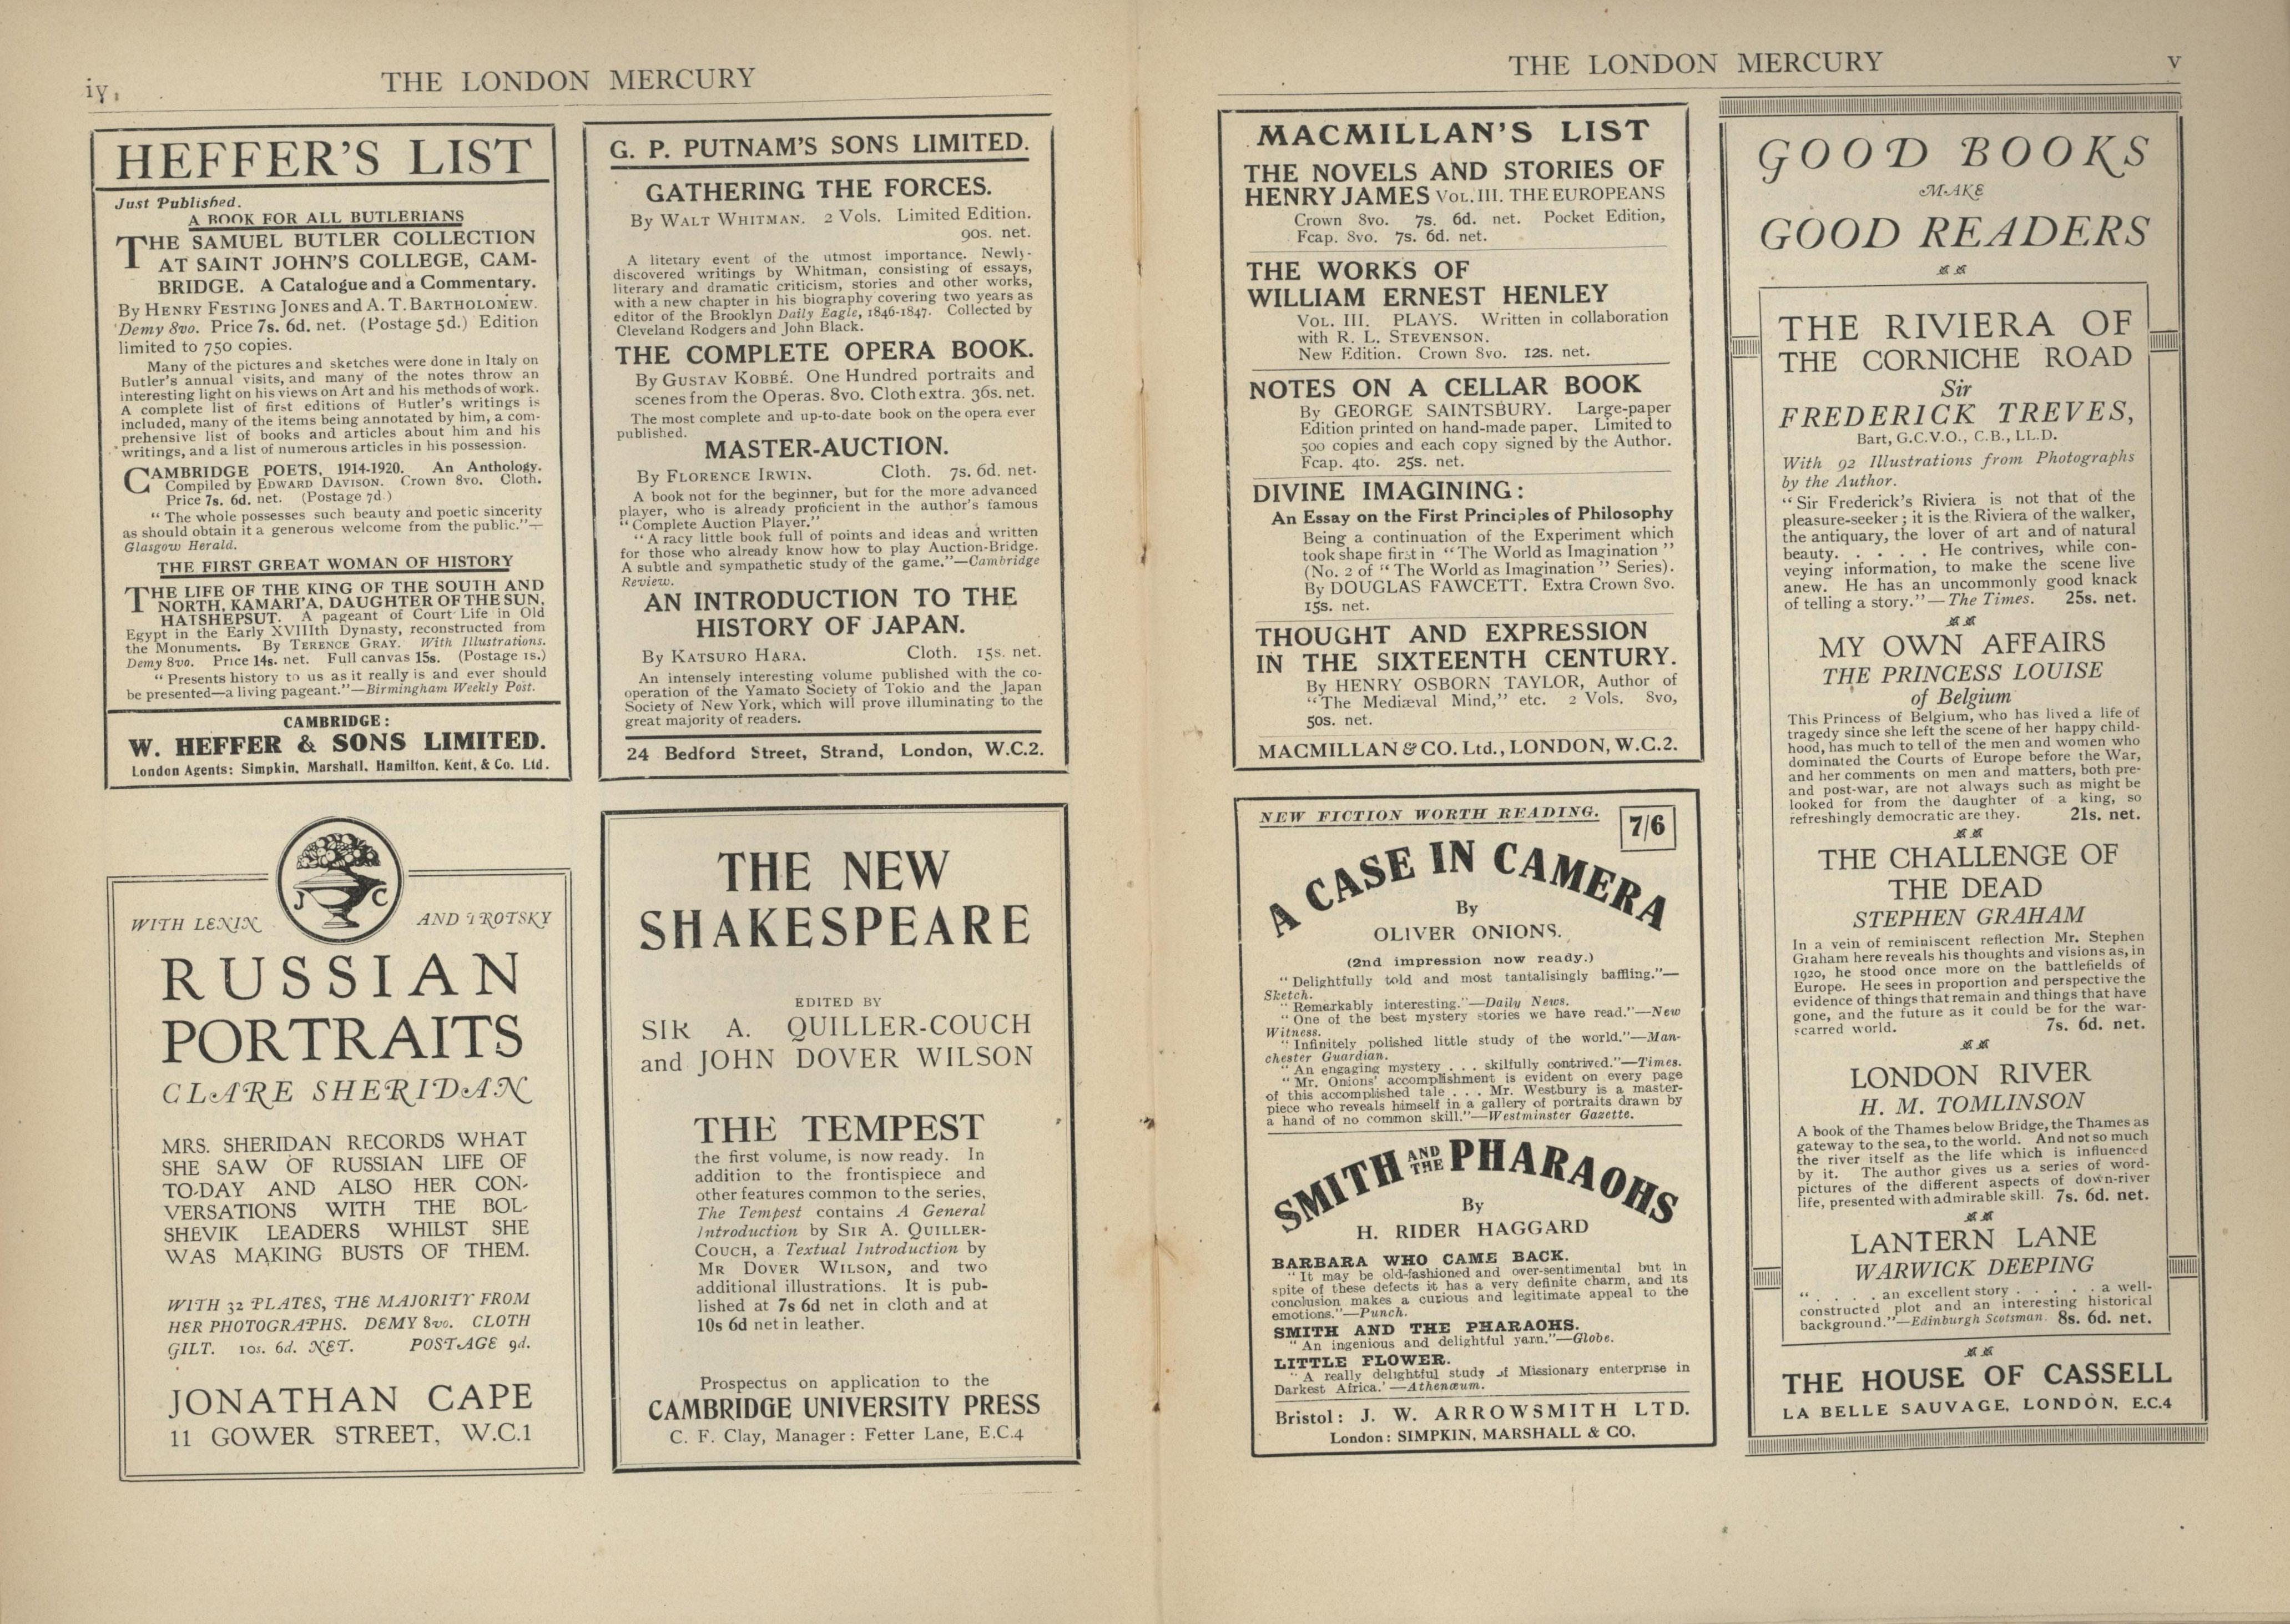 iv.
THE LONDON MERCURY
HEFFER'S LIST
Just Published.
A BOOK FOR ALL BUTLERIANS
THE SAMUEL BUTLER COLLECTION
AT SAINT JOHN'S COLLEGE, CAM-
BRIDGE. A Catalogue and a Commentary.
By HENRY FESTING JONES and A. T. BARTHOLOMEW.
Demy 8vo. Price 7s. 6d. net. (Postage 5d.) Edition
limited to 750 copies.
Many of the pictures and sketches were done in Italy on
Butler's annual visits, and many of the notes throw an
interesting light on his views on Art and his methods of work.
A complete list of first editions of Butler's writings is
included, many of the items being annotated by him, a com-
prehensive list of books and articles about him and his
writings, and a list of numerous articles in his possession.
CAMBRIDGE POETS, 1914-1920. An Anthology.
Compiled by EDWARD DAVISON. Crown 8vo. Cloth.
Price 7s. 6d. net. (Postage 7d.)
"The whole possesses such beauty and poetic sincerity
as should obtain it a generous welcome from the public."—
Glasgow Herald.
THE FIRST GREAT WOMAN OF HISTORY
THE LIFE OF THE KING OF THE SOUTH AND
NORTH, KAMARI'A, DAUGHTER OF THE SUN,
HATSHEPSUT. A pageant of Court Life in Old
Egypt in the Early XVIIIth Dynasty, reconstructed from
the Monuments. By TERENCE GRAY. With Illustrations.
Demy 8vo. Price 14s. net. Full canvas 15s. (Postage 1s.)
"Presents history to us as it really is and ever should
be presented—a living pageant."—Birmingham Weekly Post.
CAMBRIDGE:
W. HEFFER & SONS LIMITED.
London Agents: Simpkin, Marshall, Hamilton, Kent, & Co. Ltd.
G. P. PUTNAM'S SONS LIMITED.
GATHERING THE FORCES.
By WALT WHITMAN. 2 Vols. Limited Edition.
90s. net.
A literary event of the utmost importance. Newly-
discovered writings by Whitman, consisting of essays,
literary and dramatic criticism, stories and other works,
with a new chapter in his biography covering two years as
editor of the Brooklyn Daily Eagle, 1846-1847. Collected by
Cleveland Rodgers and John Black.
THE COMPLETE OPERA BOOK.
By GUSTAV KOBBÉ. One Hundred portraits and
scenes from the Operas. 8vo. Cloth extra. 36s. net.
The most complete and up-to-date book on the opera ever
published.
MASTER-AUCTION.
By FLORENCE IRWIN. Cloth. 7s. 6d. net.
A book not for the beginner, but for the more advanced
player, who is already proficient in the author's famous
"Complete Auction Player."
"A racy little book full of points and ideas and written
for those who already know how to play Auction-Bridge.
A subtle and sympathetic study of the game."—Cambridge
Review.
AN INTRODUCTION TO THE
HISTORY OF JAPAN.
By KATSURO HARA. Cloth. 15s. net.
An intensely interesting volume published with the co-
operation of the Yamato Society of Tokio and the Japan
Society of New York, which will prove illuminating to the
great majority of readers.
24 Bedford Street, Strand, London, W.C.2.
J C
WITH LENIN AND TROTSKY
RUSSIAN
PORTRAITS
CLARE SHERIDAN
MRS. SHERIDAN RECORDS WHAT
SHE SAW OF RUSSIAN LIFE OF
TO-DAY AND ALSO HER CON-
VERSATIONS WITH THE BOL-
SHEVIK LEADERS WHILST SHE
WAS MAKING BUSTS OF THEM.
WITH 32 PLATES, THE MAJORITY FROM
HER PHOTOGRAPHS. DEMY 8vo. CLOTH
GILT. 10s. 6d. NET. POSTAGE 9d.
JONATHAN CAPE
11 GOWER STREET, W.C.1
THE NEW
SHAKESPEARE
EDITED BY
SIR A. QUILLER-COUCH
and JOHN DOVER WILSON
THE TEMPEST
the first volume, is now ready. In
addition to the frontispiece and
other features common to the series,
The Tempest contains A General
Introduction by SIR A. QUILLER-
COUCH, a Textual Introduction by
MR DOVER WILSON, and two
additional illustrations. It is pub-
lished at 7s 6d net in cloth and at
10s 6d net in leather.
Prospectus on application to the
CAMBRIDGE UNIVERSITY PRESS
C. F. Clay, Manager: Fetter Lane, E.C.4
THE LONDON MERCURY
v
MACMILLAN'S LIST
THE NOVELS AND STORIES OF
HENRY JAMES VOL. III. THE EUROPEANS
Crown 8vo. 7s. 6d. net. Pocket Edition,
Fcap. 8vo. 7s. 6d. net.
THE WORKS OF
WILLIAM ERNEST HENLEY
VOL. III. PLAYS. Written in collaboration
with R. L. STEVENSON.
New Edition. Crown 8vo. 12s. net.
NOTES ON A CELLAR BOOK
By GEORGE SAINTSBURY. Large-paper
Edition printed on hand-made paper. Limited to
500 copies and each copy signed by the Author.
Fcap. 4to. 25s. net.
DIVINE IMAGINING:
An Essay on the First Principles of Philosophy
Being a continuation of the Experiment which
took shape first in "The World as Imagination"
(No. 2 of "The World as Imagination" Series).
By DOUGLAS FAWCETT. Extra Crown 8vo.
15s. net.
THOUGHT AND EXPRESSION
IN THE SIXTEENTH CENTURY.
By HENRY OSBORN TAYLOR, Author of
"The Mediæval Mind," etc. 2 Vols. 8vo,
50s. net.
MACMILLAN & CO. Ltd., LONDON, W.C.2.
NEW FICTION WORTH READING. 7/6
A CASE IN CAMERA
By
OLIVER ONIONS.
(2nd impression now ready.)
"Delightfully told and most tantalisingly baffling."—
Sketch.
"Remarkably interesting."—Daily News.
"One of the best mystery stories we have read."—New
Witness.
"Infinitely polished little study of the world."—Man-
chester Guardian.
"An engaging mystery . . . skilfully contrived."—Times.
"Mr. Onions' accomplishment is evident on every page
of this accomplished tale . . . Mr. Westbury is a master-
piece who reveals himself in a gallery of portraits drawn by
a hand of no common skill."—Westminster Gazette.
SMITH AND THE PHARAOHS
By
H. RIDER HAGGARD
BARBARA WHO CAME BACK.
"It may be old-fashioned and over-sentimental but in
spite of these defects it has a very definite charm, and its
conclusion makes a curious and legitimate appeal to the
emotions."—Punch.
SMITH AND THE PHARAOHS.
"An ingenious and delightful yarn."—Globe.
LITTLE FLOWER.
"A really delightful study of Missionary enterprise in
Darkest Africa.'—Athenæum.
Bristol: J. W. ARROWSMITH LTD.
London: SIMPKIN, MARSHALL & CO.
GOOD BOOKS
MAKE
GOOD READERS
THE RIVIERA OF
THE CORNICHE ROAD
Sir
FREDERICK TREVES,
Bart, G.C.V.O., C.B., LL.D.
With 92 Illustrations from Photographs
by the Author.
"Sir Frederick's Riviera is not that of the
pleasure-seeker; it is the Riviera of the walker,
the antiquary, the lover of art and of natural
beauty. . . . . He contrives, while con-
veying information, to make the scene live
anew. He has an uncommonly good knack
of telling a story."—The Times. 25s. net.
MY OWN AFFAIRS
THE PRINCESS LOUISE
of Belgium
This Princess of Belgium, who has lived a life of
tragedy since she left the scene of her happy child-
hood, has much to tell of the men and women who
dominated the Courts of Europe before the War,
and her comments on men and matters, both pre-
and post-war, are not always such as might be
looked for from the daughter of a king, so
refreshingly democratic are they. 21s. net.
THE CHALLENGE OF
THE DEAD
STEPHEN GRAHAM
In a vein of reminiscent reflection Mr. Stephen
Graham here reveals his thoughts and visions as, in
1920, he stood once more on the battlefields of
Europe. He sees in proportion and perspective the
evidence of things that remain and things that have
gone, and the future as it could be for the war-
scarred world. 7s. 6d. net.
LONDON RIVER
H. M. TOMLINSON
A book of the Thames below Bridge, the Thames as
gateway to the sea, to the world. And not so much
the river itself as the life which is influenced
by it. The author gives us a series of word-
pictures of the different aspects of down-river
life, presented with admirable skill. 7s. 6d. net.
LANTERN LANE
WARWICK DEEPING
" . . . . an excellent story . . . . . a well-
constructed plot and an interesting historical
background."—Edinburgh Scotsman. 8s. 6d. net.
THE HOUSE OF CASSELL
LA BELLE SAUVAGE, LONDON, E.C.4